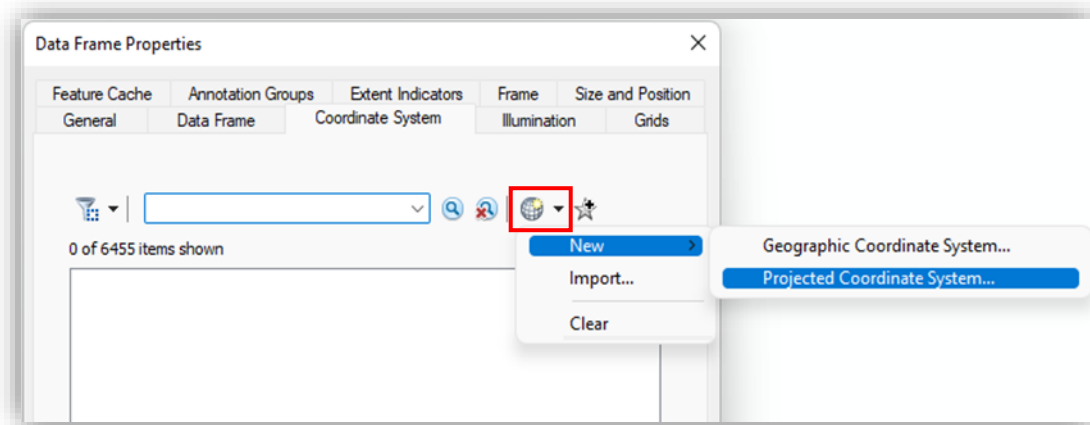 Data Frame Properties
Feature Cache Annotation Groups Extent Indicators Frame Size and Position
General Data Frame Coordinate System Illumination Grids
0 of 6455 items shown
New
Geographic Coordinate System...
Import...
Projected Coordinate System...
Clear